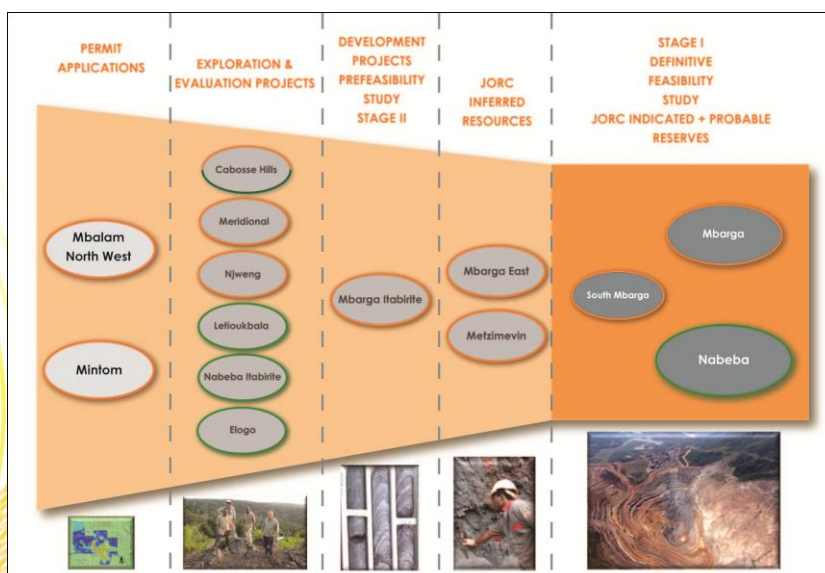 PERMIT
APPLICATIONS
EXPLORATION &
EVALUATION PROJECTS
DEVELOPMENT
PROJECTS
PREFEASIBILITY
STUDY
STAGE II
JORC
INFERRED
RESOURCES
STAGE I
DEFINITIVE
FEASIBILITY
STUDY
JORC INDICATED + PROBABLE
RESERVES
Mbalam
North West
Mintom
Cabosse Hills
Meridional
Njweng
Letioukbala
Nabeba Itabirite
Elogo
Mbarga Itabirite
Mbarga East
Metzimevin
South Mbarga
Mbarga
Nabeba